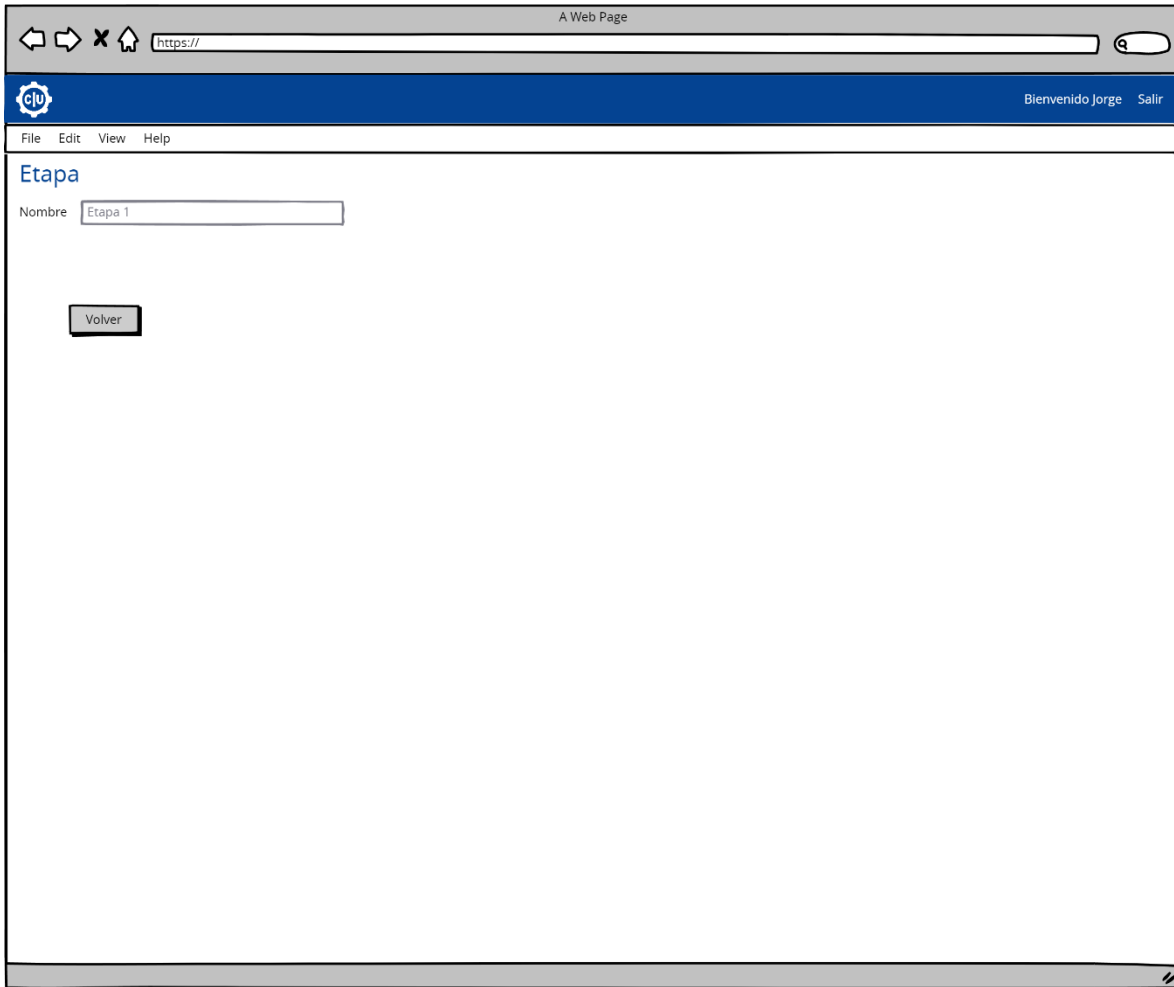 A Web Page
https://
c|u
Bienvenido Jorge Salir
File Edit View Help
Etapa
Nombre Etapa 1
Volver